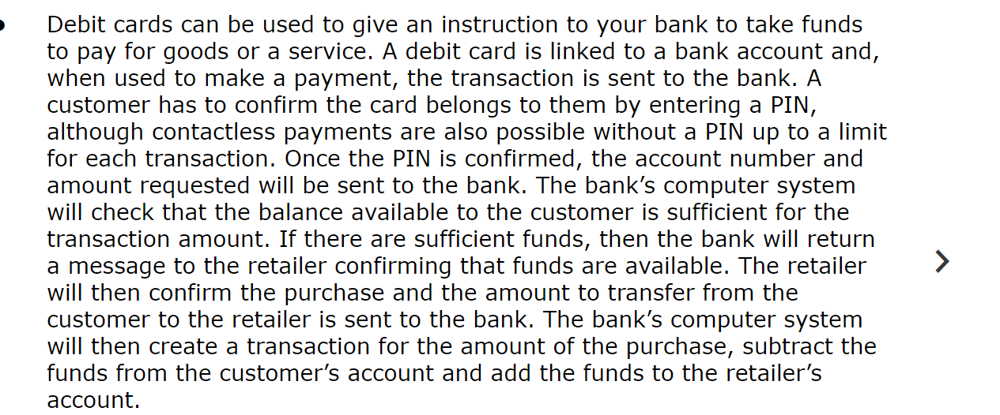 Debit cards can be used to give an instruction to your bank to take funds
to pay for goods or a service. A debit card is linked to a bank account and,
when used to make a payment, the transaction is sent to the bank. A
customer has to confirm the card belongs to them by entering a PIN,
although contactless payments are also possible without a PIN up to a limit
for each transaction. Once the PIN is confirmed, the account number and
amount requested will be sent to the bank. The bank’s computer system
will check that the balance available to the customer is sufficient for the
transaction amount. If there are sufficient funds, then the bank will return
a message to the retailer confirming that funds are available. The retailer
will then confirm the purchase and the amount to transfer from the
customer to the retailer is sent to the bank. The bank’s computer system
will then create a transaction for the amount of the purchase, subtract the
funds from the customer’s account and add the funds to the retailer’s
account.